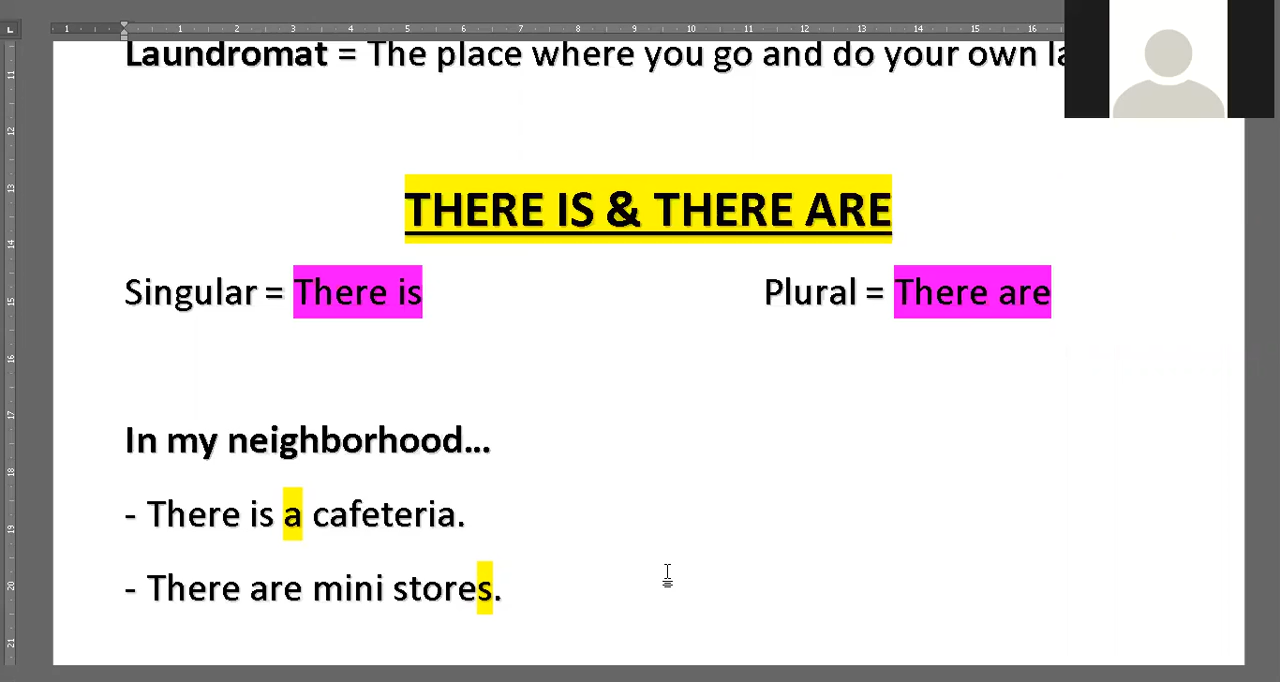 Laundromat = The place where you go and do your own
THERE IS & THERE ARE
Singular = There is Plural = There are
In my neighborhood...
- There is a cafeteria.
- There are mini stores.